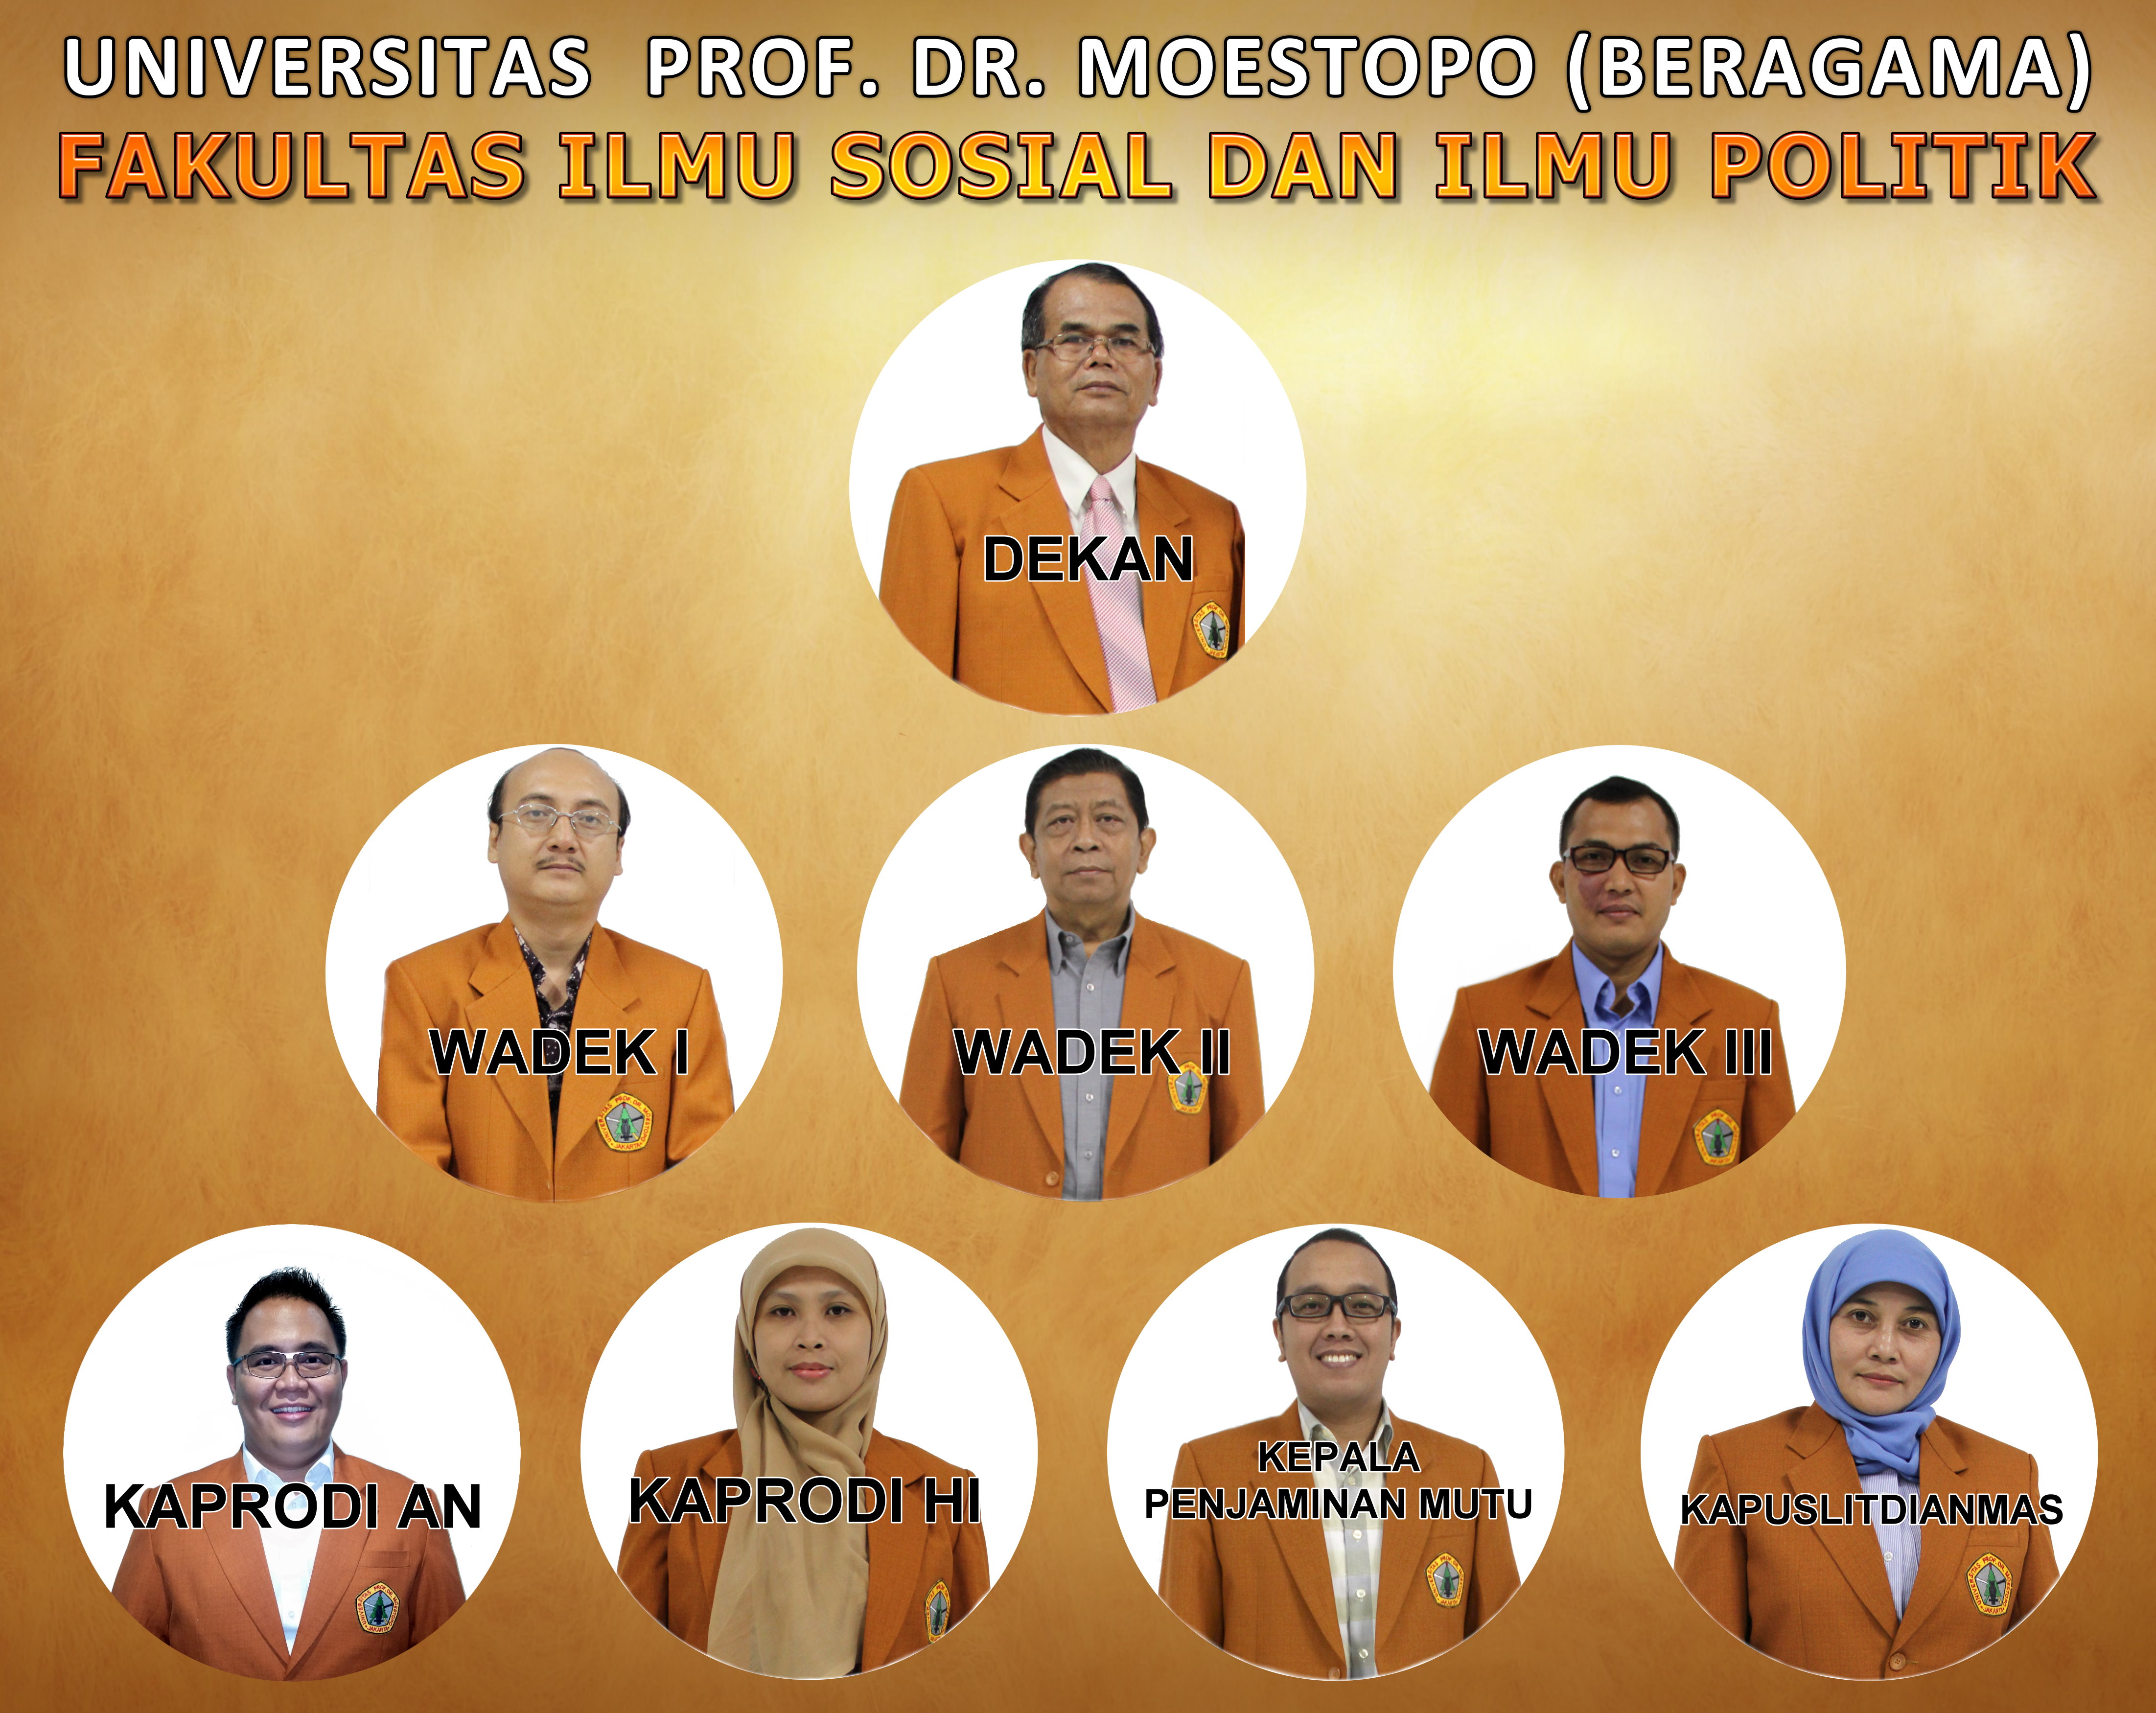 UNIVERSITAS PROF. DR. MOESTOPO (BERAGAMA)
FAKULTAS ILMU SOSIAL DAN ILMU POLITIK
DEKAN
WADEK I
WADEK II
WADEK III
KAPRODI AN
KAPRODI HI
KEPALA
PENJAMINAN MUTU
KAPUSLITDIANMAS